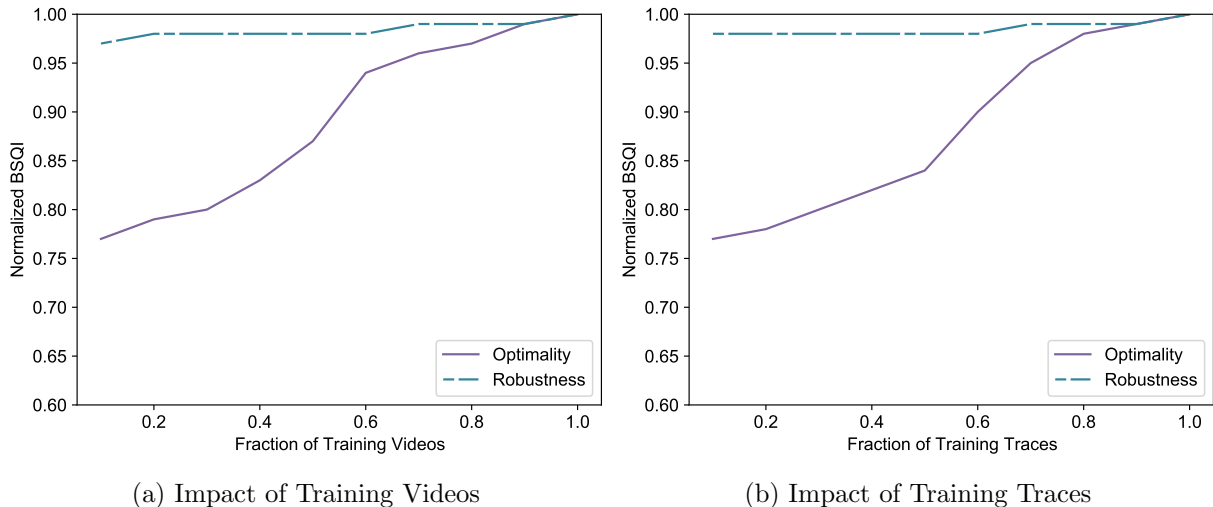 1.00
0.95
0.90
0.85
0.80
0.75
0.70
0.65
0.60
Normalized BSQI
Optimality
Robustness
0.2 0.4 0.6 0.8 1.0
Fraction of Training Videos
(a) Impact of Training Videos
1.00
0.95
0.90
0.85
0.80
0.75
0.70
0.65
0.60
Normalized BSQI
Optimality
Robustness
0.2 0.4 0.6 0.8 1.0
Fraction of Training Traces
(b) Impact of Training Traces